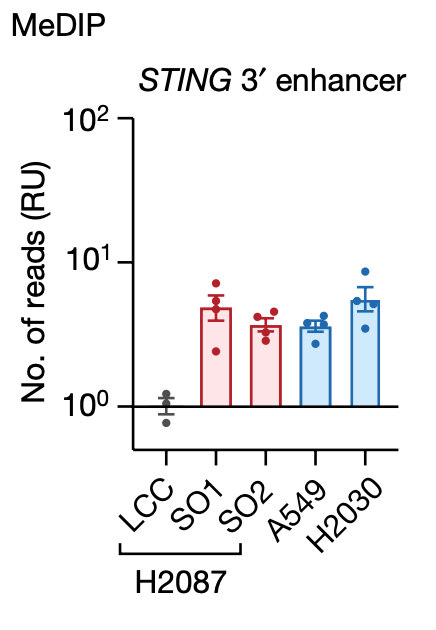 MeDIP
STING 3′ enhancer
No. of reads (RU)
10²
10¹
10⁰
LCC
SO1
SO2
A549
H2030
H2087